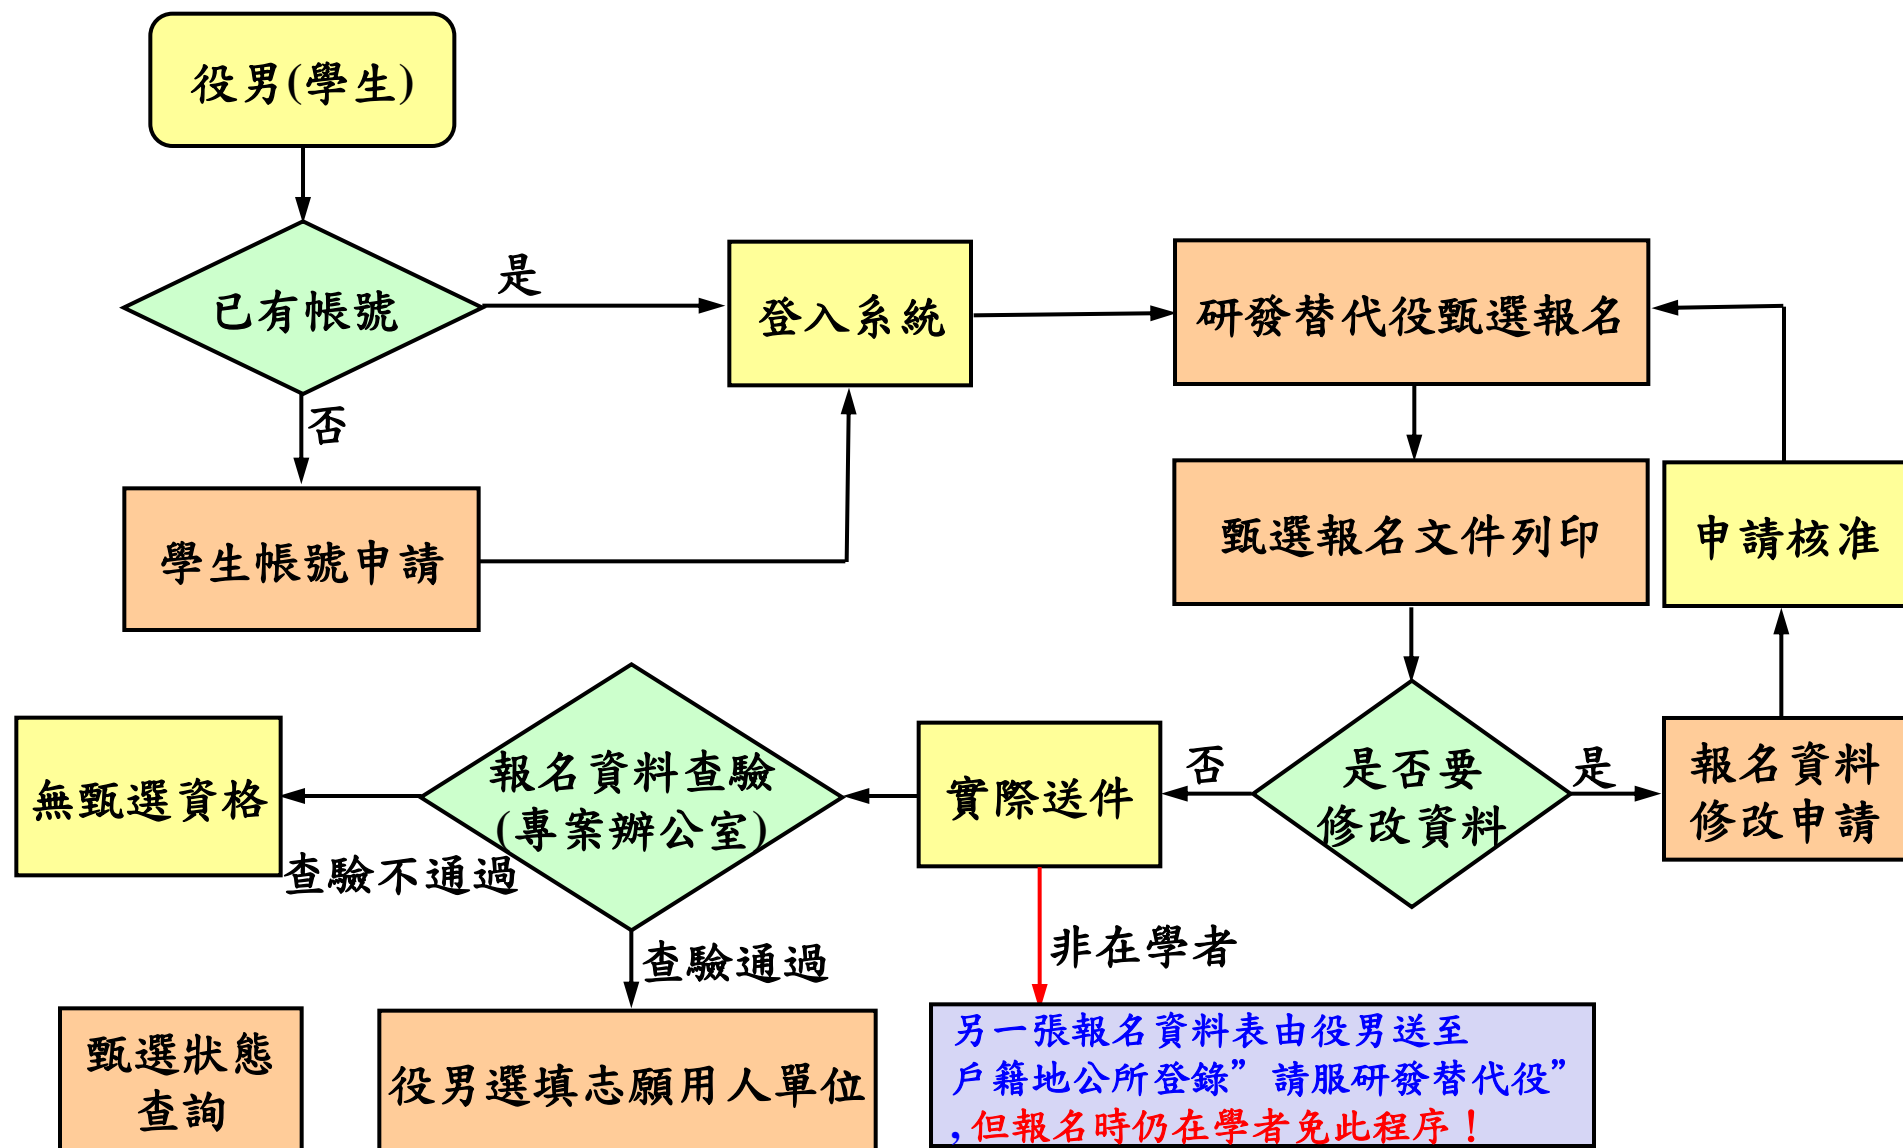 役男(學生)
是
已有帳號
登入系統
研發替代役甄選報名
否
學生帳號申請
甄選報名文件列印
申請核准
無甄選資格
報名資料查驗
(專案辦公室)
實際送件
否
是否要
修改資料
是
報名資料
修改申請
查驗不通過
查驗通過
非在學者
甄選狀態
查詢
役男選填志願用人單位
另一張報名資料表由役男送至
戶籍地公所登錄”請服研發替代役”
,但報名時仍在學者免此程序!